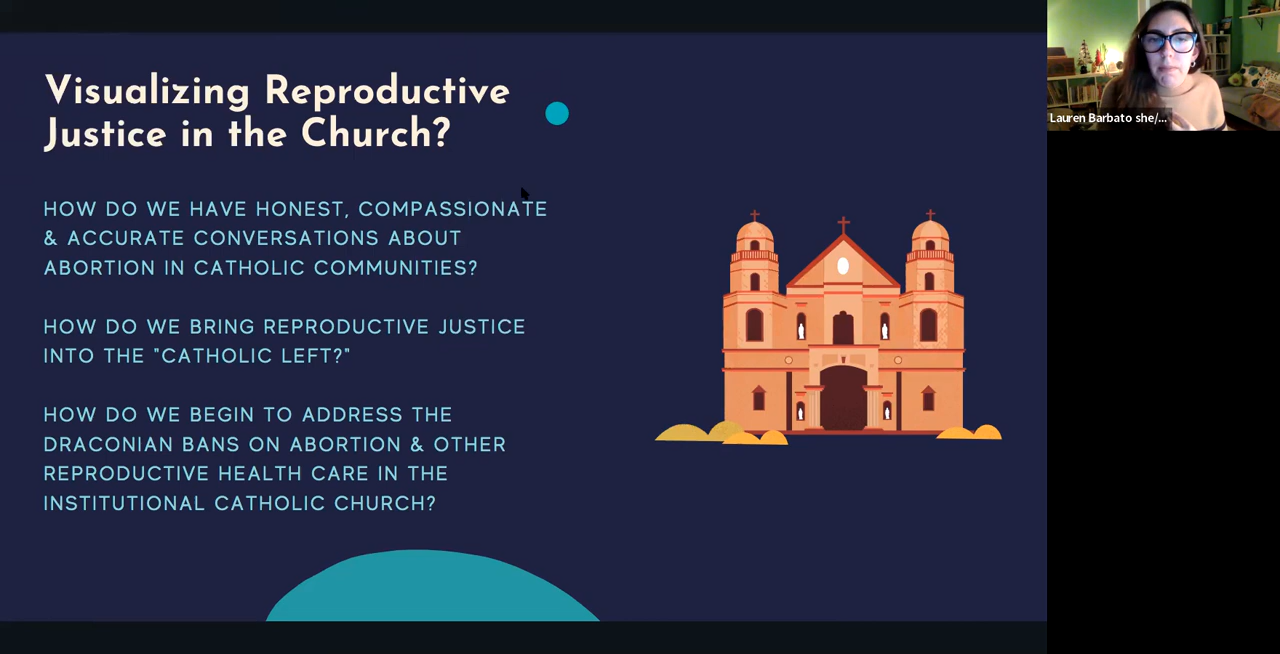 Visualizing Reproductive
Justice in the Church?
HOW DO WE HAVE HONEST, COMPASSIONATE
& ACCURATE CONVERSATIONS ABOUT
ABORTION IN CATHOLIC COMMUNITIES?
HOW DO WE BRING REPRODUCTIVE JUSTICE
INTO THE "CATHOLIC LEFT?"
HOW DO WE BEGIN TO ADDRESS THE
DRACONIAN BANS ON ABORTION & OTHER
REPRODUCTIVE HEALTH CARE IN THE
INSTITUTIONAL CATHOLIC CHURCH?
Lauren Barbato she/...